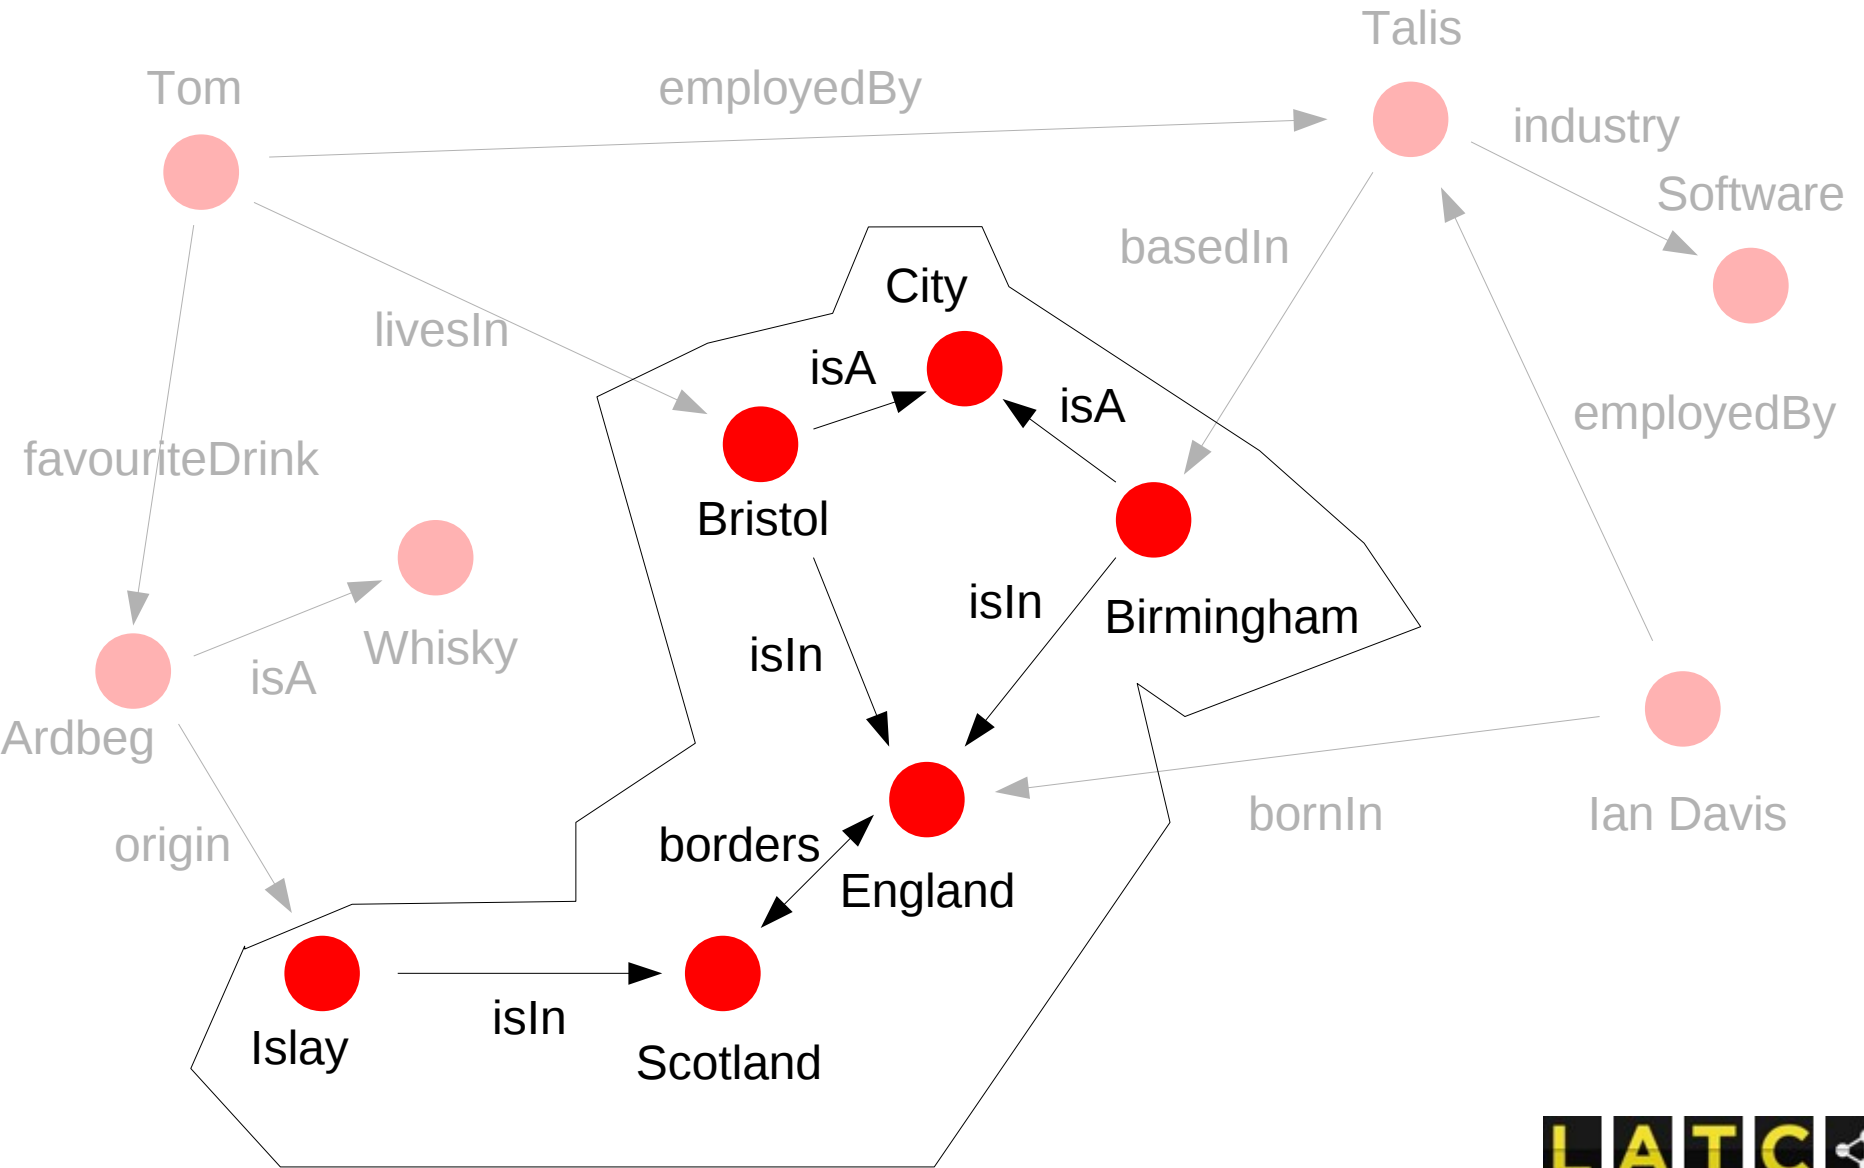 Talis
Tom
employedBy
industry
Software
basedIn
City
livesIn
isA
isA
employedBy
favouriteDrink
Bristol
isIn
Birmingham
Whisky
isIn
isA
Ardbeg
bornIn
Ian Davis
origin
borders
England
isIn
Islay
Scotland
LATC